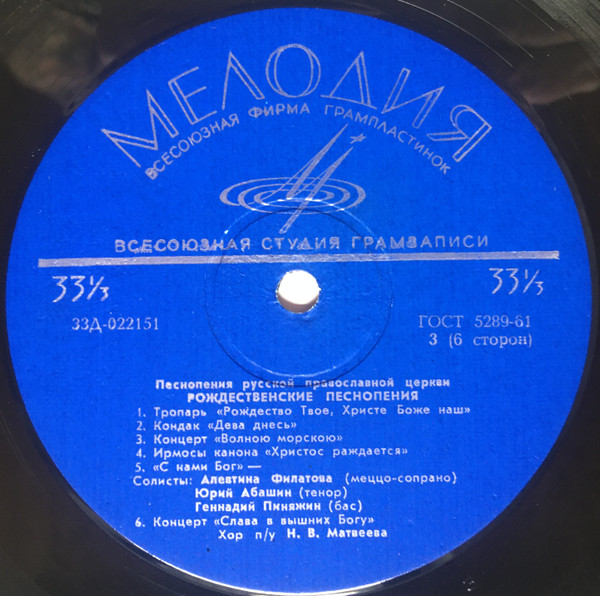 МЕЛОДИЯ
ВСЕСОЮЗНАЯ ФИРМА ГРАМПЛАСТИНОК
ВСЕСОЮЗНАЯ СТУДИЯ ГРАМЗАПИСИ
33⅓ 33⅓
33Д-022151 ГОСТ 5289-61
3 (6 сторон)
Песнопения русской православной церкви
РОЖДЕСТВЕНСКИЕ ПЕСНОПЕНИЯ
1. Тропарь «Рождество Твое, Христе Боже наш»
2. Кондак «Дева днесь»
3. Концерт «Волною морскою»
4. Ирмосы канона «Христос раждается»
5. «С нами Бог» —
Солисты: Алевтина Филатова (меццо-сопрано)
Юрий Абашин (тенор)
Геннадий Пиняжин (бас)
6. Концерт «Слава в вышних Богу»
Хор п/у Н. В. Матвеева